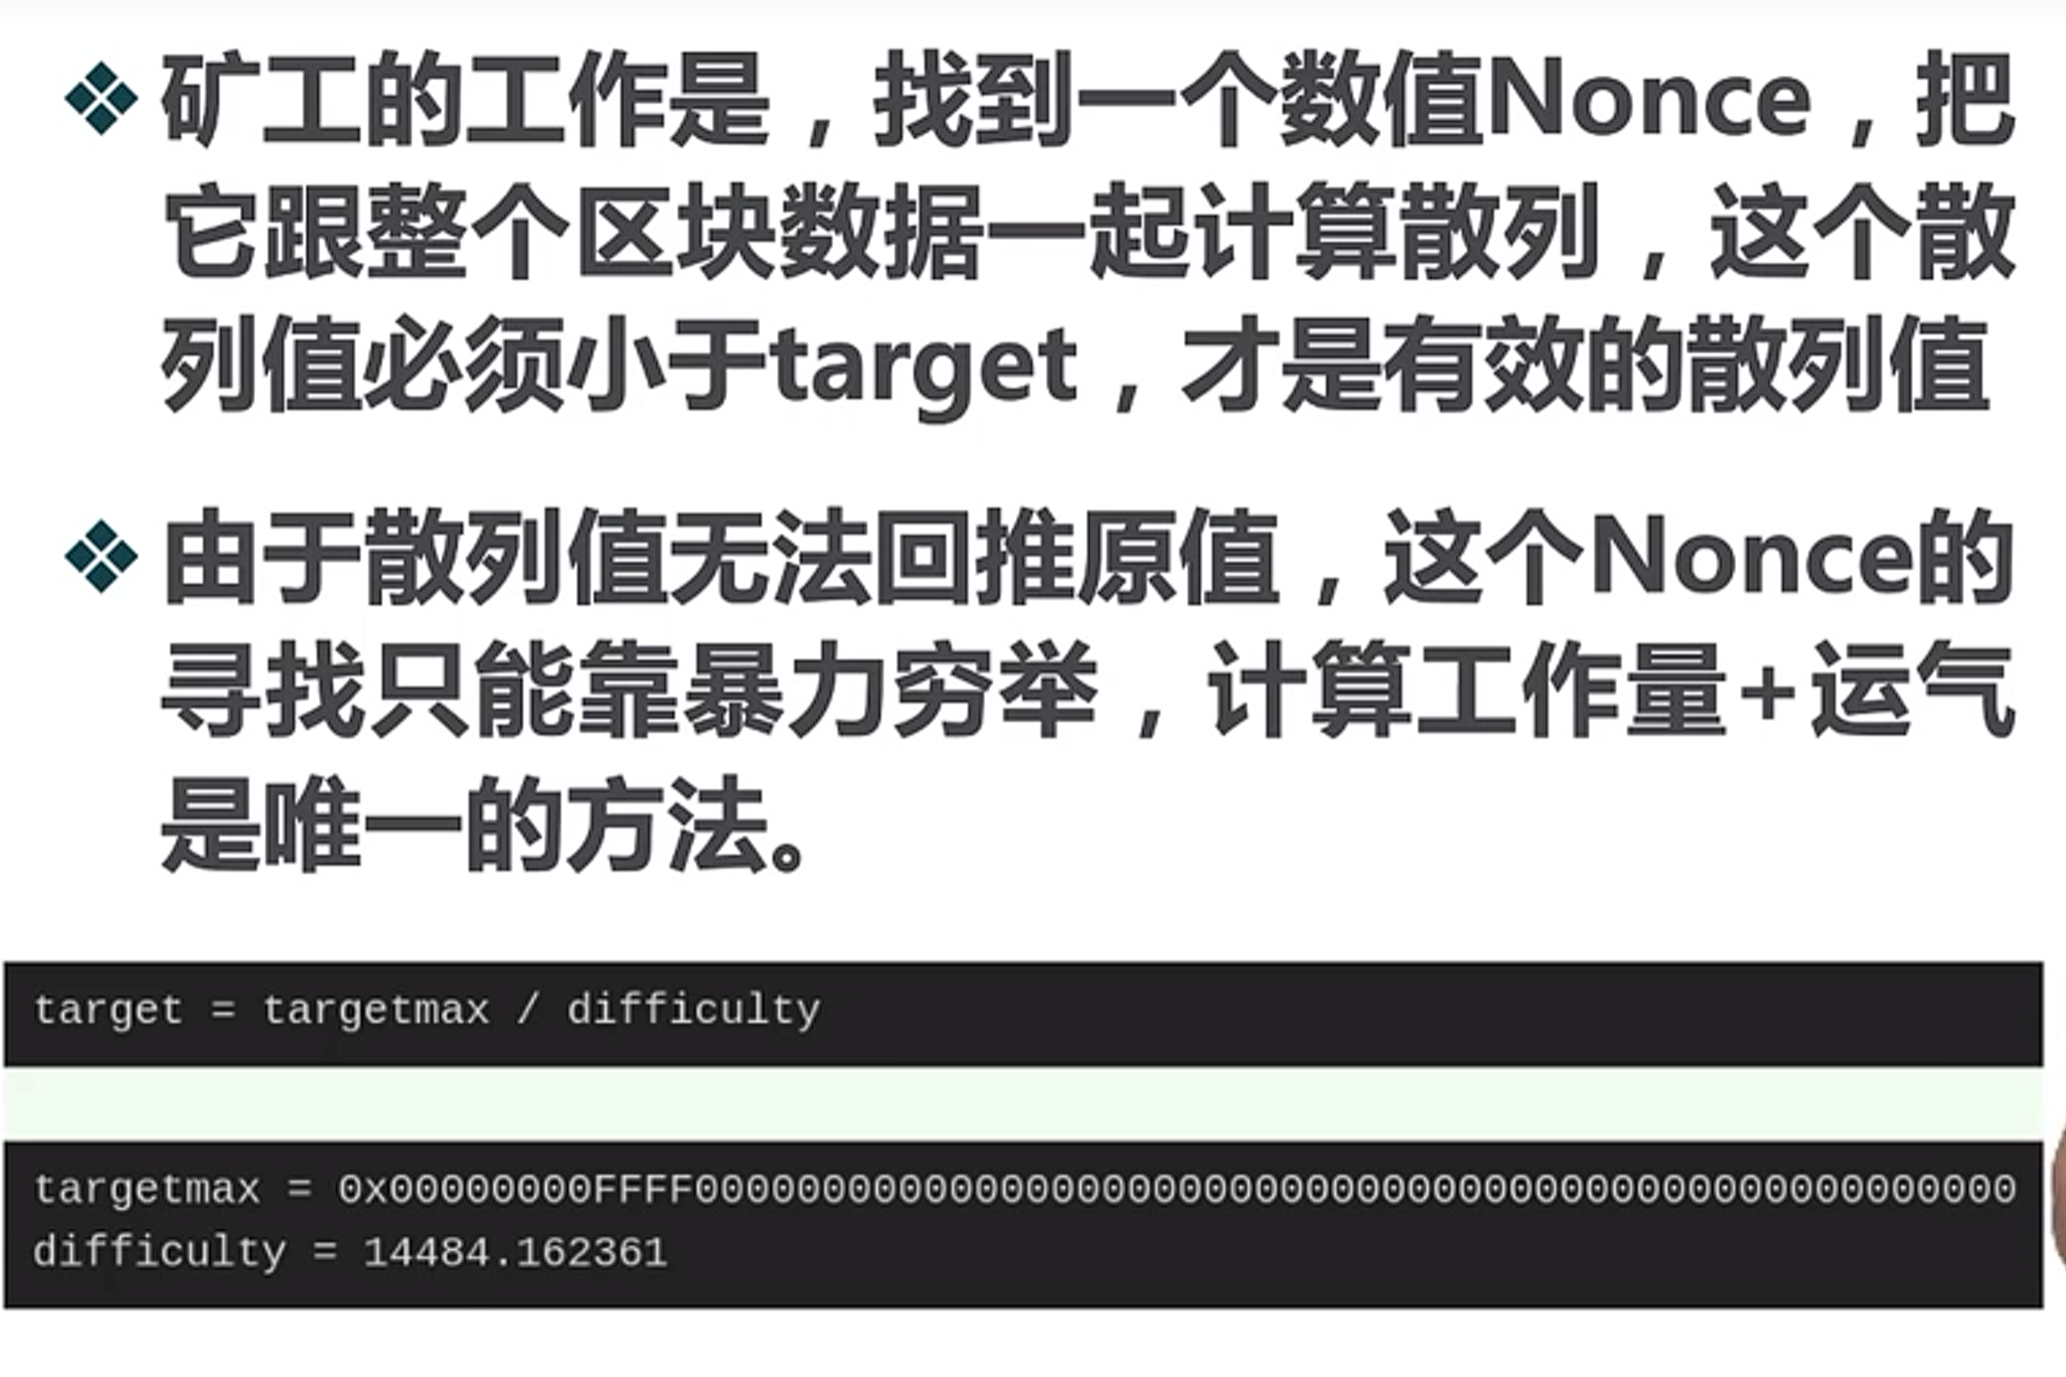 矿工的工作是，找到一个数值Nonce，把
它跟整个区块数据一起计算散列，这个散
列值必须小于target，才是有效的散列值
由于散列值无法回推原值，这个Nonce的
寻找只能靠暴力穷举，计算工作量+运气
是唯一的方法。
target = targetmax / difficulty
targetmax = 0x00000000FFFF0000000000000000000000000000000000000000000000000000
difficulty = 14484.162361